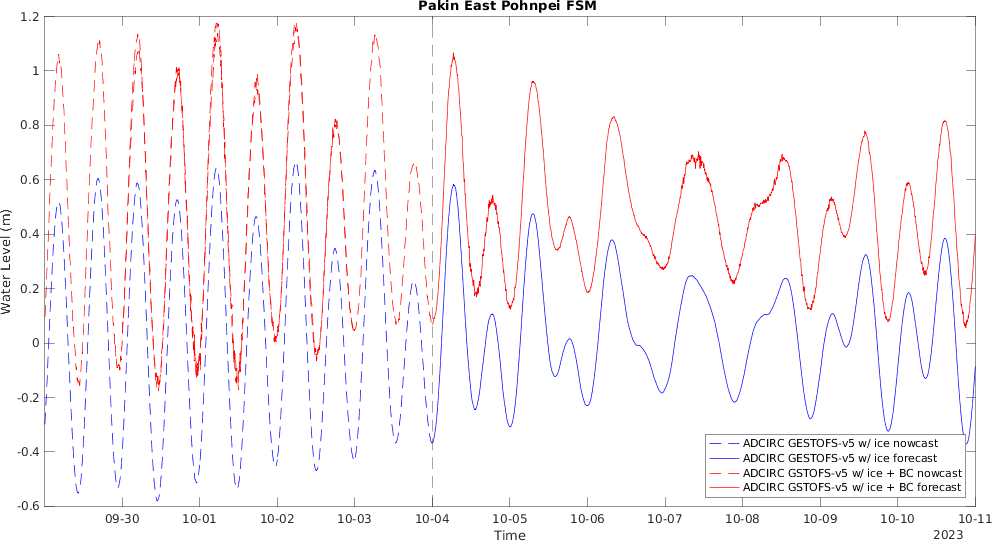 Pakin East Pohnpei FSM
1.2
1
0.8
0.6
0.4
0.2
0
-0.2
-0.4
-0.6
Water Level (m)
ADCIRC GESTOFS-v5 w/ ice nowcast
ADCIRC GESTOFS-v5 w/ ice forecast
ADCIRC GSTOFS-v5 w/ ice + BC nowcast
ADCIRC GSTOFS-v5 w/ ice + BC forecast
09-30 10-01 10-02 10-03 10-04 10-05 10-06 10-07 10-08 10-09 10-10 10-11
Time
2023